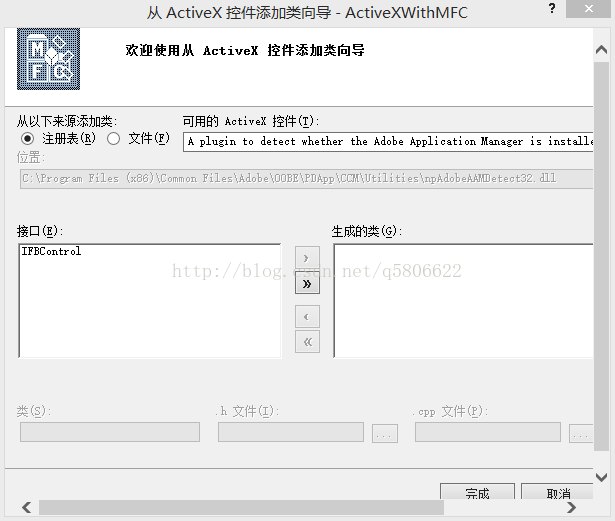 从 ActiveX 控件添加类向导 - ActiveXWithMFC
? ×
MFC
欢迎使用从 ActiveX 控件添加类向导
从以下来源添加类: 可用的 ActiveX 控件(T):
注册表(R) 文件(F) A plugin to detect whether the Adobe Application Manager is installe
位置:
C:\Program Files (x86)\Common Files\Adobe\OOBE\PDApp\CCM\Utilities\npAdobeAAMDetect32.dll
接口(E): 生成的类(G):
IFBControl
>
http://blog.csdn.net/q5806622
»
<
«
类(S): .h 文件(I): .cpp 文件(P):
... ...
完成 取消